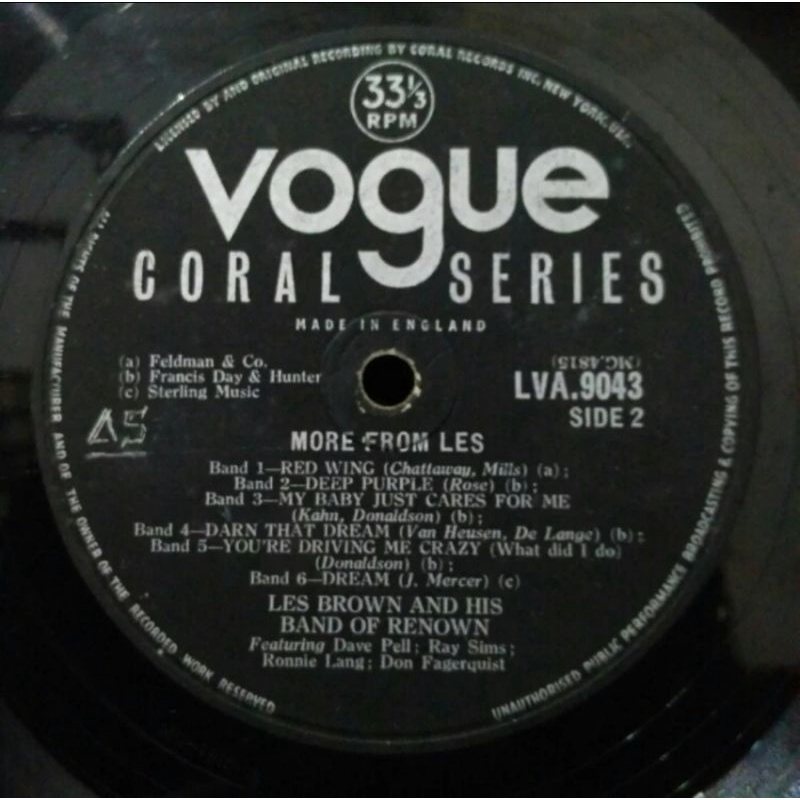 LICENSED BY AND ORIGINAL RECORDING BY CORAL RECORDS INC. NEW YORK, U.S.A.
33⅓
RPM
vogue
CORAL SERIES
MADE IN ENGLAND
(a) Feldman & Co.
(b) Francis Day & Hunter
(c) Sterling Music
(MG.4815)
LVA.9043
SIDE 2
AS
MORE FROM LES
Band 1—RED WING (Chattaway, Mills) (a);
Band 2—DEEP PURPLE (Rose) (b);
Band 3—MY BABY JUST CARES FOR ME
(Kahn, Donaldson) (b);
Band 4—DARN THAT DREAM (Van Heusen, De Lange) (b);
Band 5—YOU'RE DRIVING ME CRAZY (What did I do)
(Donaldson) (b);
Band 6—DREAM (J. Mercer) (c)
LES BROWN AND HIS
BAND OF RENOWN
Featuring Dave Pell; Ray Sims;
Ronnie Lang; Don Fagerquist
ALL RIGHTS OF THE MANUFACTURER AND OF THE OWNER OF THE RECORDED WORK RESERVED
UNAUTHORISED PUBLIC PERFORMANCE BROADCASTING & COPYING OF THIS RECORD PROHIBITED